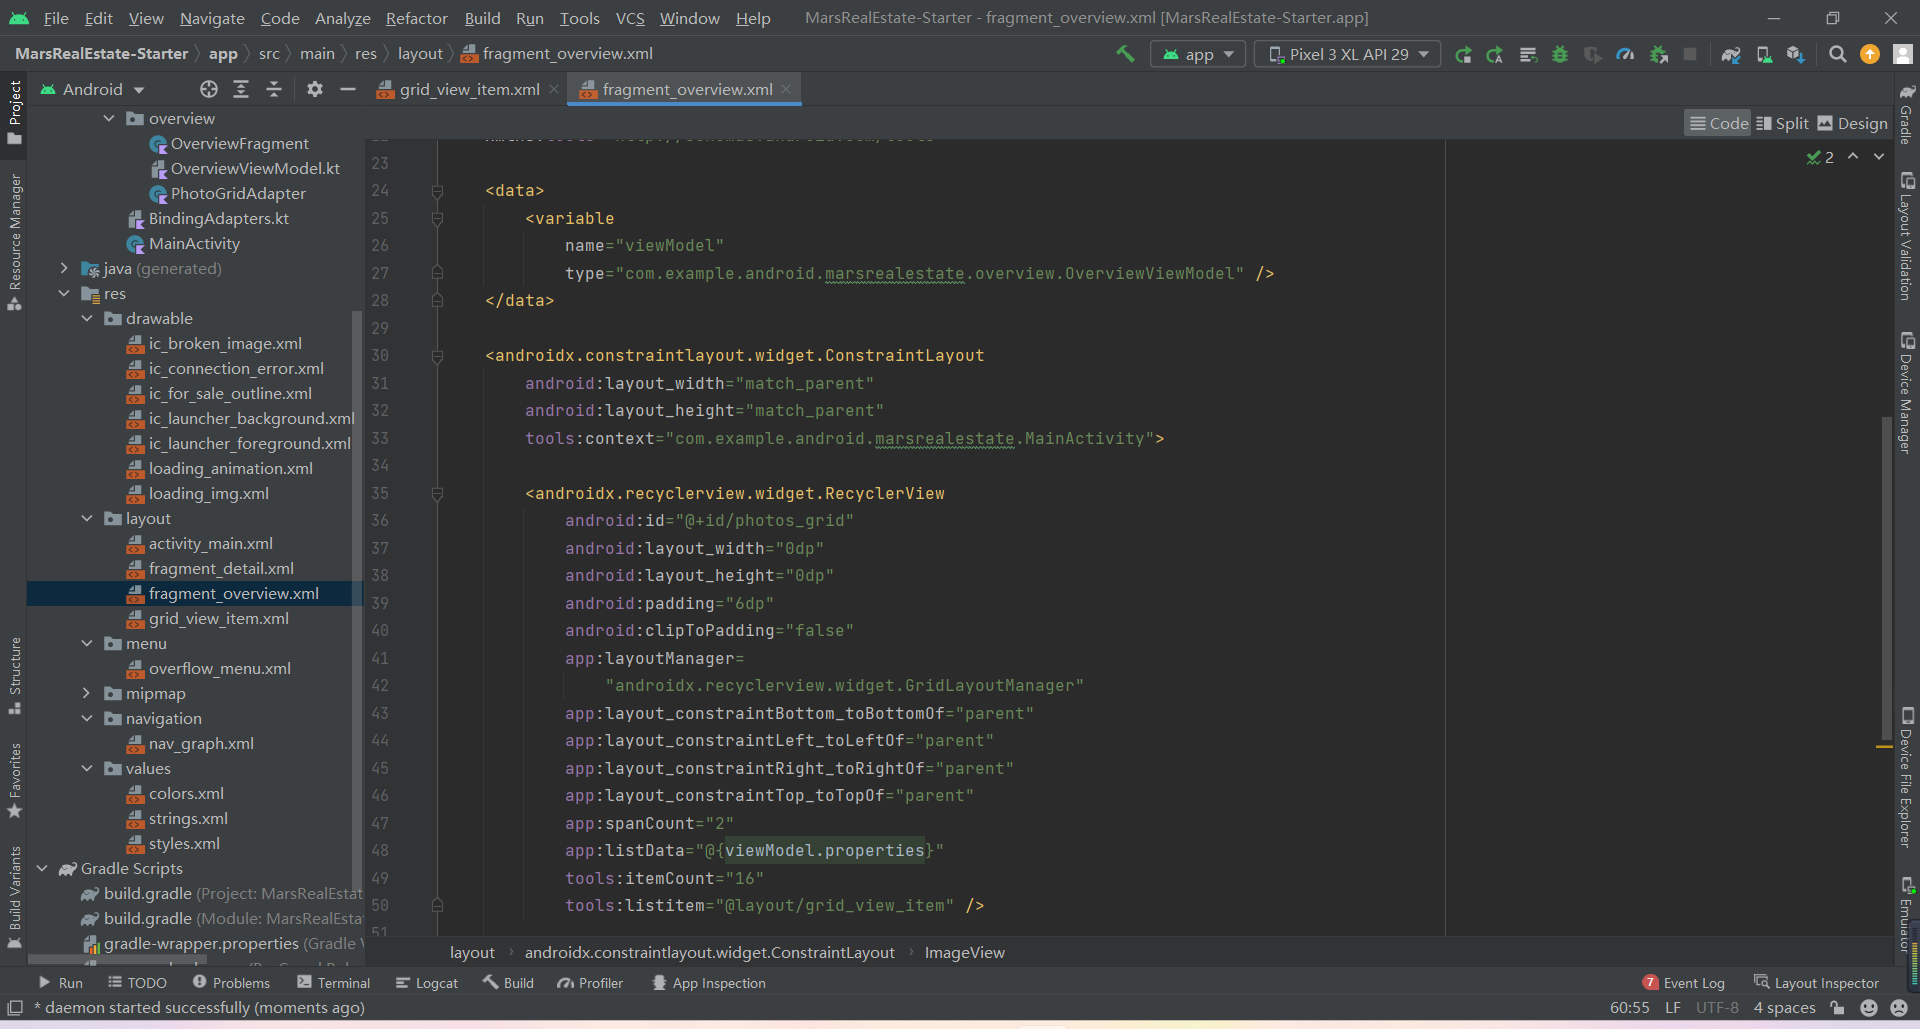 File Edit View Navigate Code Analyze Refactor Build Run Tools VCS Window Help MarsRealEstate-Starter - fragment_overview.xml [MarsRealEstate-Starter.app]
MarsRealEstate-Starter app src main res layout fragment_overview.xml app Pixel 3 XL API 29
Android grid_view_item.xml fragment_overview.xml
Code Split Design
2
Project
Resource Manager
Structure
Favorites
Build Variants
overview
OverviewFragment
OverviewViewModel.kt
PhotoGridAdapter
BindingAdapters.kt
MainActivity
java (generated)
res
drawable
ic_broken_image.xml
ic_connection_error.xml
ic_for_sale_outline.xml
ic_launcher_background.xml
ic_launcher_foreground.xml
loading_animation.xml
loading_img.xml
layout
activity_main.xml
fragment_detail.xml
fragment_overview.xml
grid_view_item.xml
menu
overflow_menu.xml
mipmap
navigation
nav_graph.xml
values
colors.xml
strings.xml
styles.xml
Gradle Scripts
build.gradle (Project: MarsRealEstat
build.gradle (Module: MarsRealEsta
gradle-wrapper.properties (Gradle V
23
24 <data>
25 <variable
26 name="viewModel"
27 type="com.example.android.marsrealestate.overview.OverviewViewModel" />
28 </data>
29
30 <androidx.constraintlayout.widget.ConstraintLayout
31 android:layout_width="match_parent"
32 android:layout_height="match_parent"
33 tools:context="com.example.android.marsrealestate.MainActivity">
34
35 <androidx.recyclerview.widget.RecyclerView
36 android:id="@+id/photos_grid"
37 android:layout_width="0dp"
38 android:layout_height="0dp"
39 android:padding="6dp"
40 android:clipToPadding="false"
41 app:layoutManager=
42 "androidx.recyclerview.widget.GridLayoutManager"
43 app:layout_constraintBottom_toBottomOf="parent"
44 app:layout_constraintLeft_toLeftOf="parent"
45 app:layout_constraintRight_toRightOf="parent"
46 app:layout_constraintTop_toTopOf="parent"
47 app:spanCount="2"
48 app:listData="@{viewModel.properties}"
49 tools:itemCount="16"
50 tools:listitem="@layout/grid_view_item" />
51
layout androidx.constraintlayout.widget.ConstraintLayout ImageView
Gradle
Layout Validation
Device Manager
Device File Explorer
Emulator
Run TODO Problems Terminal Logcat Build Profiler App Inspection 7 Event Log Layout Inspector
* daemon started successfully (moments ago) 60:55 LF UTF-8 4 spaces